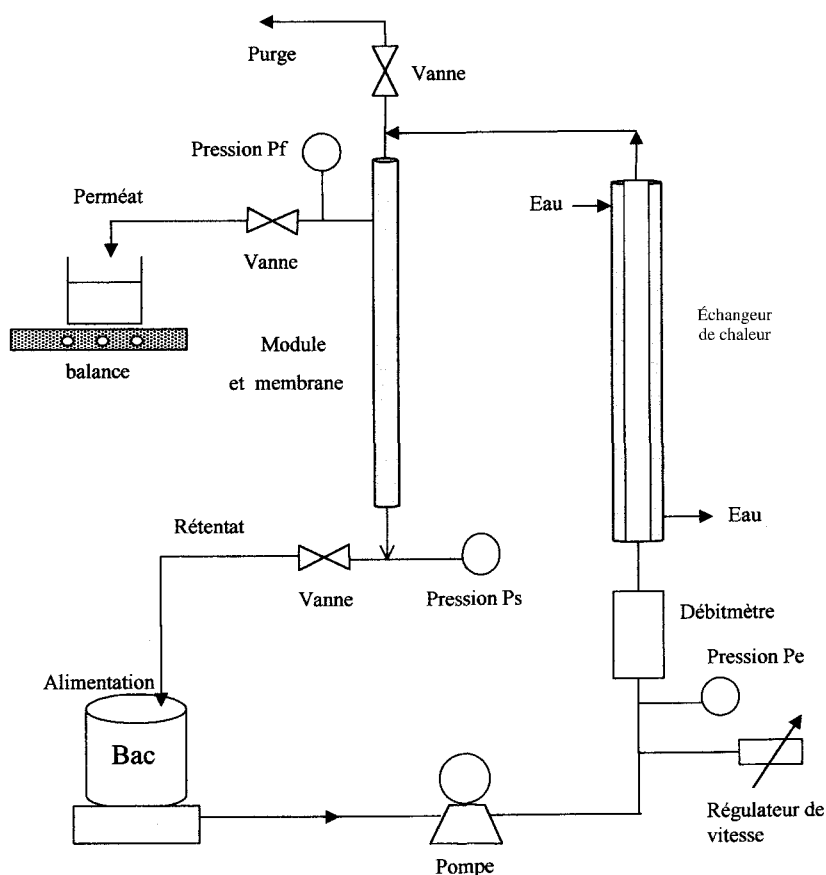 Purge
Vanne
Pression Pf
Perméat
Eau
Vanne
Échangeur
de chaleur
Module
et membrane
balance
Rétentat
Eau
Vanne
Pression Ps
Débitmètre
Pression Pe
Alimentation
Bac
Régulateur de
vitesse
Pompe